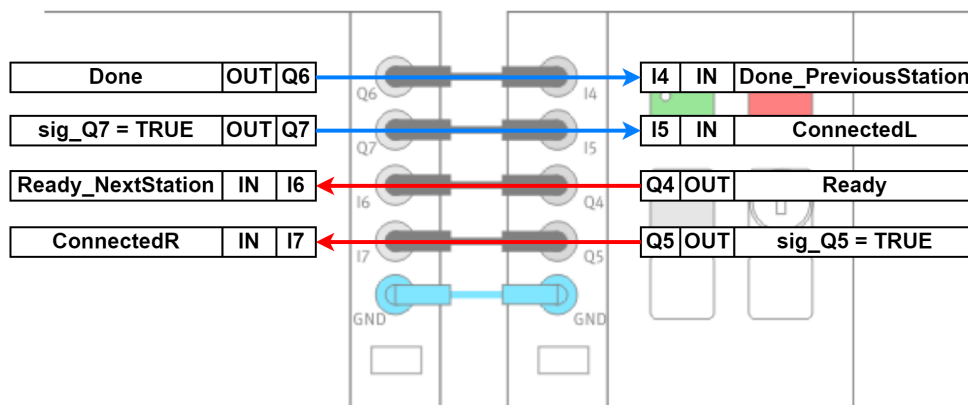 Done OUT Q6
I4 IN Done_PreviousStation
Q6
I4
sig_Q7 = TRUE OUT Q7
I5 IN ConnectedL
Q7
I5
Ready_NextStation IN I6
Q4 OUT Ready
I6
Q4
ConnectedR IN I7
Q5 OUT sig_Q5 = TRUE
I7
Q5
GND
GND